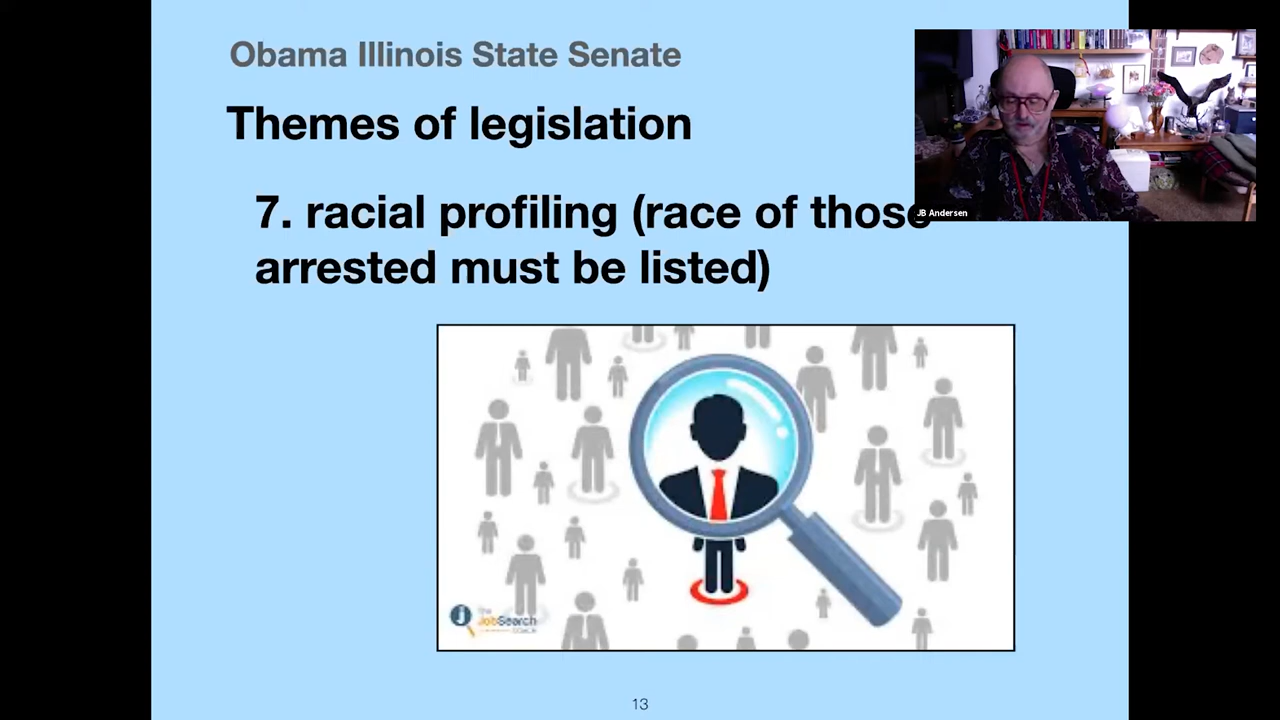 Obama Illinois State Senate
Themes of legislation
7. racial profiling (race of those
arrested must be listed)
JB Andersen
The
JobSearch
13